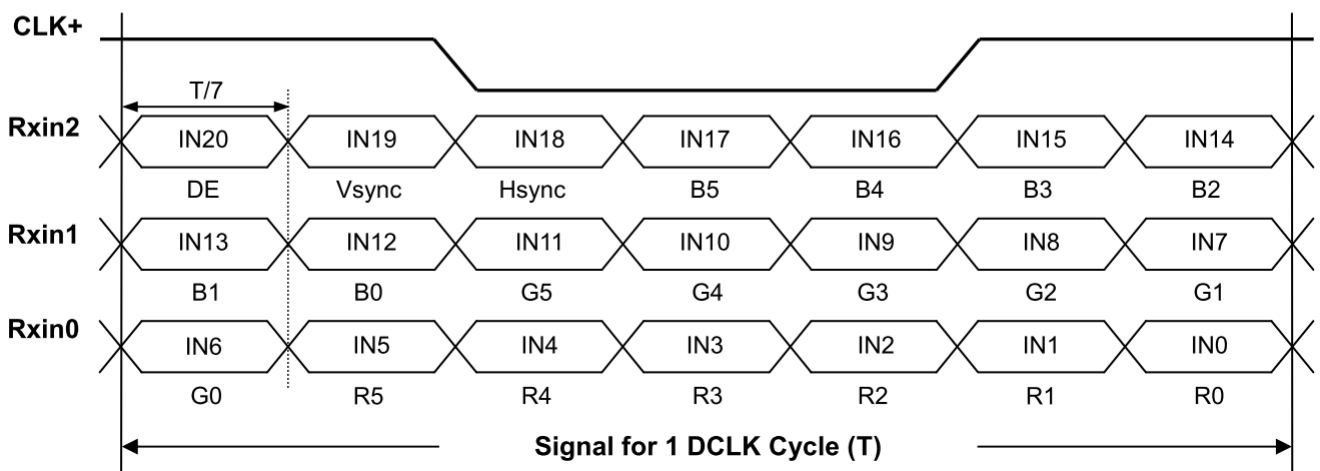 CLK+
T/7
Rxin2 IN20 IN19 IN18 IN17 IN16 IN15 IN14
DE Vsync Hsync B5 B4 B3 B2
Rxin1 IN13 IN12 IN11 IN10 IN9 IN8 IN7
B1 B0 G5 G4 G3 G2 G1
Rxin0 IN6 IN5 IN4 IN3 IN2 IN1 IN0
G0 R5 R4 R3 R2 R1 R0
Signal for 1 DCLK Cycle (T)